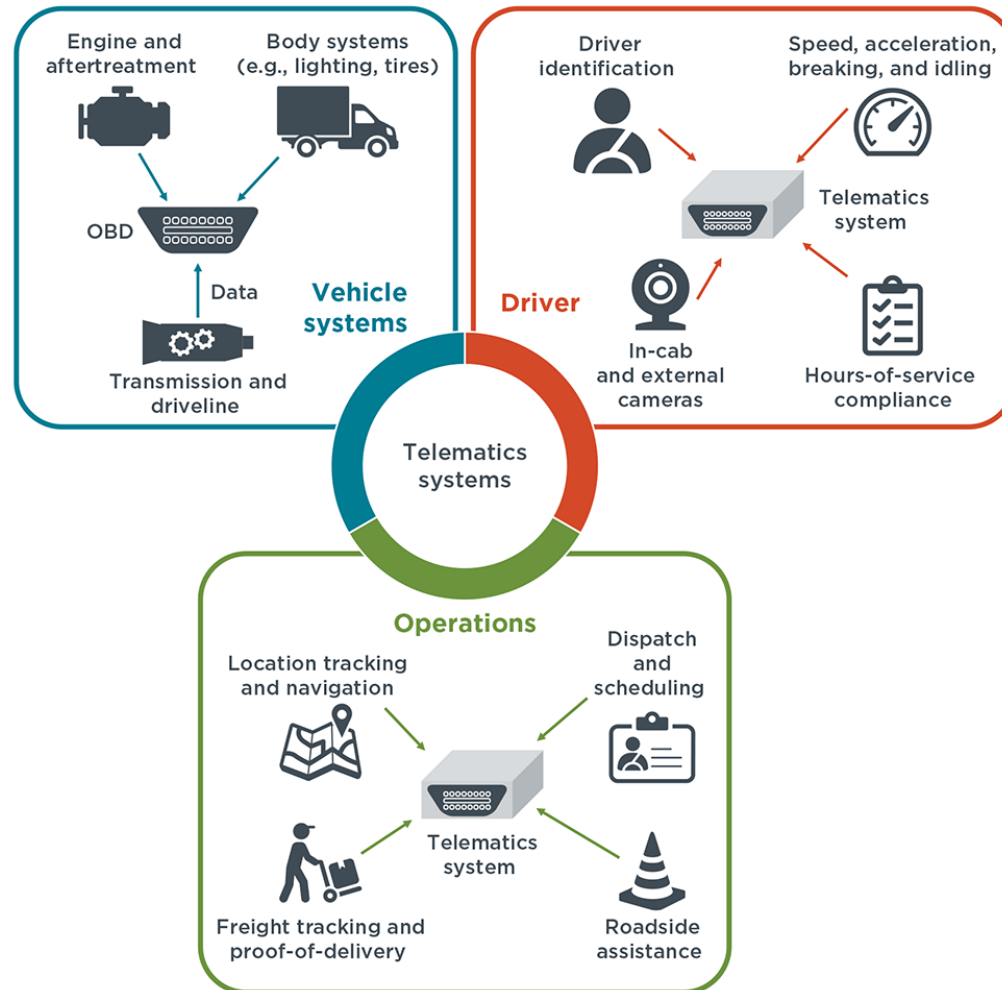 Engine and
aftertreatment
Body systems
(e.g., lighting, tires)
OBD
Data
Transmission and
driveline
Vehicle
systems
Driver
identification
Speed, acceleration,
breaking, and idling
Telematics
system
Driver
In-cab
and external
cameras
Hours-of-service
compliance
Telematics
systems
Operations
Location tracking
and navigation
Dispatch
and
scheduling
Telematics
system
Freight tracking and
proof-of-delivery
Roadside
assistance